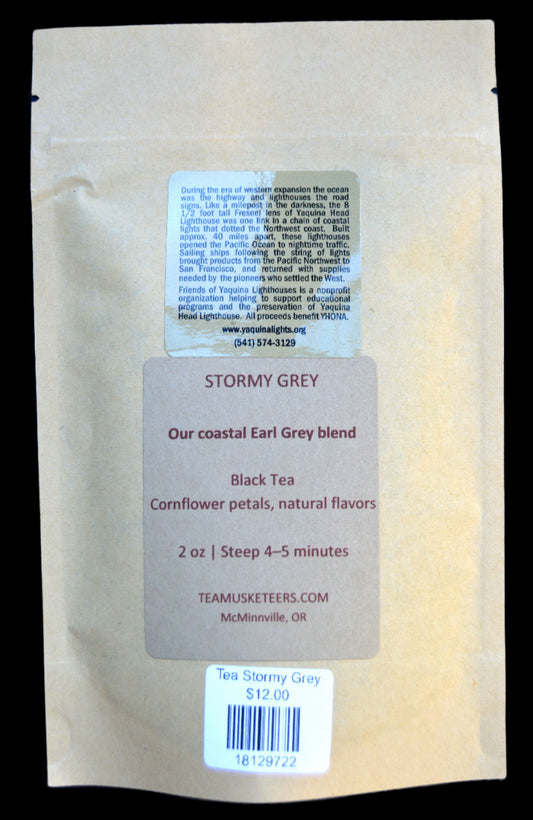 During the era of western expansion the ocean
was the highway and lighthouses the road
signs. Like a milepost in the darkness, the 8
1/2 foot tall Fresnel lens of Yaquina Head
Lighthouse was one link in a chain of coastal
lights that dotted the Northwest coast. Built
approx. 40 miles apart, these lighthouses
opened the Pacific Ocean to nighttime traffic.
Sailing ships following the string of lights
brought products from the Pacific Northwest to
San Francisco, and returned with supplies
needed by the pioneers who settled the West.
Friends of Yaquina Lighthouses is a nonprofit
organization helping to support educational
programs and the preservation of Yaquina
Head Lighthouse. All proceeds benefit YHONA.
www.yaquinalights.org
(541) 574-3129
STORMY GREY
Our coastal Earl Grey blend
Black Tea
Cornflower petals, natural flavors
2 oz | Steep 4–5 minutes
TEAMUSKETEERS.COM
McMinnville, OR
Tea Stormy Grey
$12.00
18129722